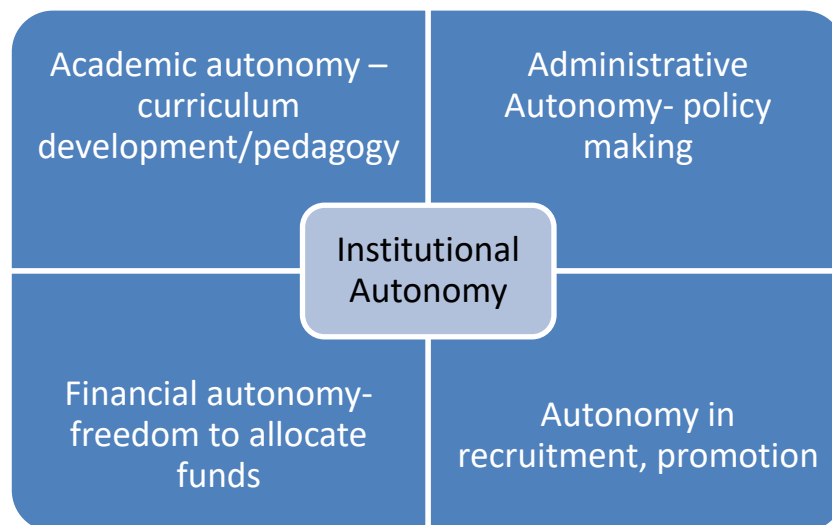 Academic autonomy –
curriculum
development/pedagogy
Administrative
Autonomy- policy
making
Institutional
Autonomy
Financial autonomy-
freedom to allocate
funds
Autonomy in
recruitment, promotion